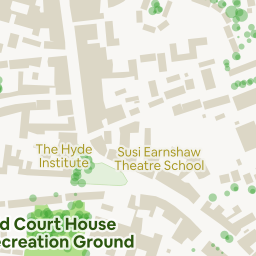 The Hyde
Institute
Susi Earnshaw
Theatre School
d Court House
ecreation Ground